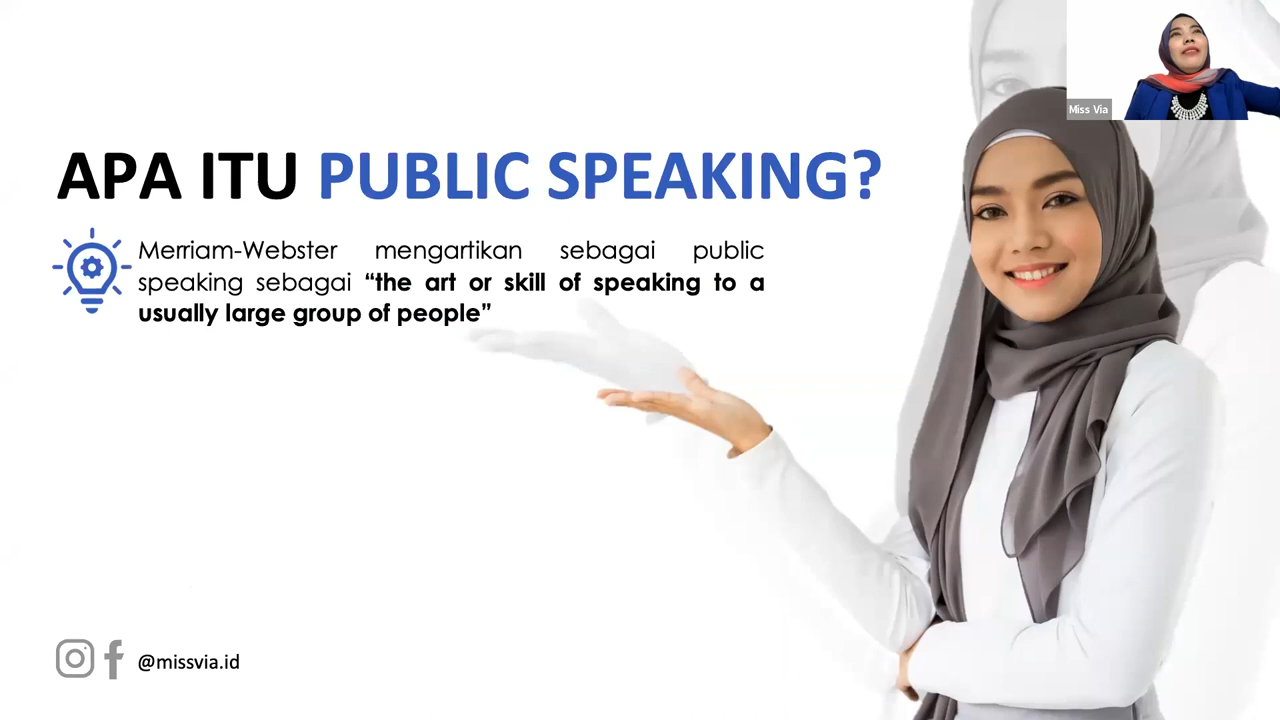 Miss Via
APA ITU PUBLIC SPEAKING?
Merriam-Webster mengartikan sebagai public
speaking sebagai “the art or skill of speaking to a
usually large group of people”
@missvia.id